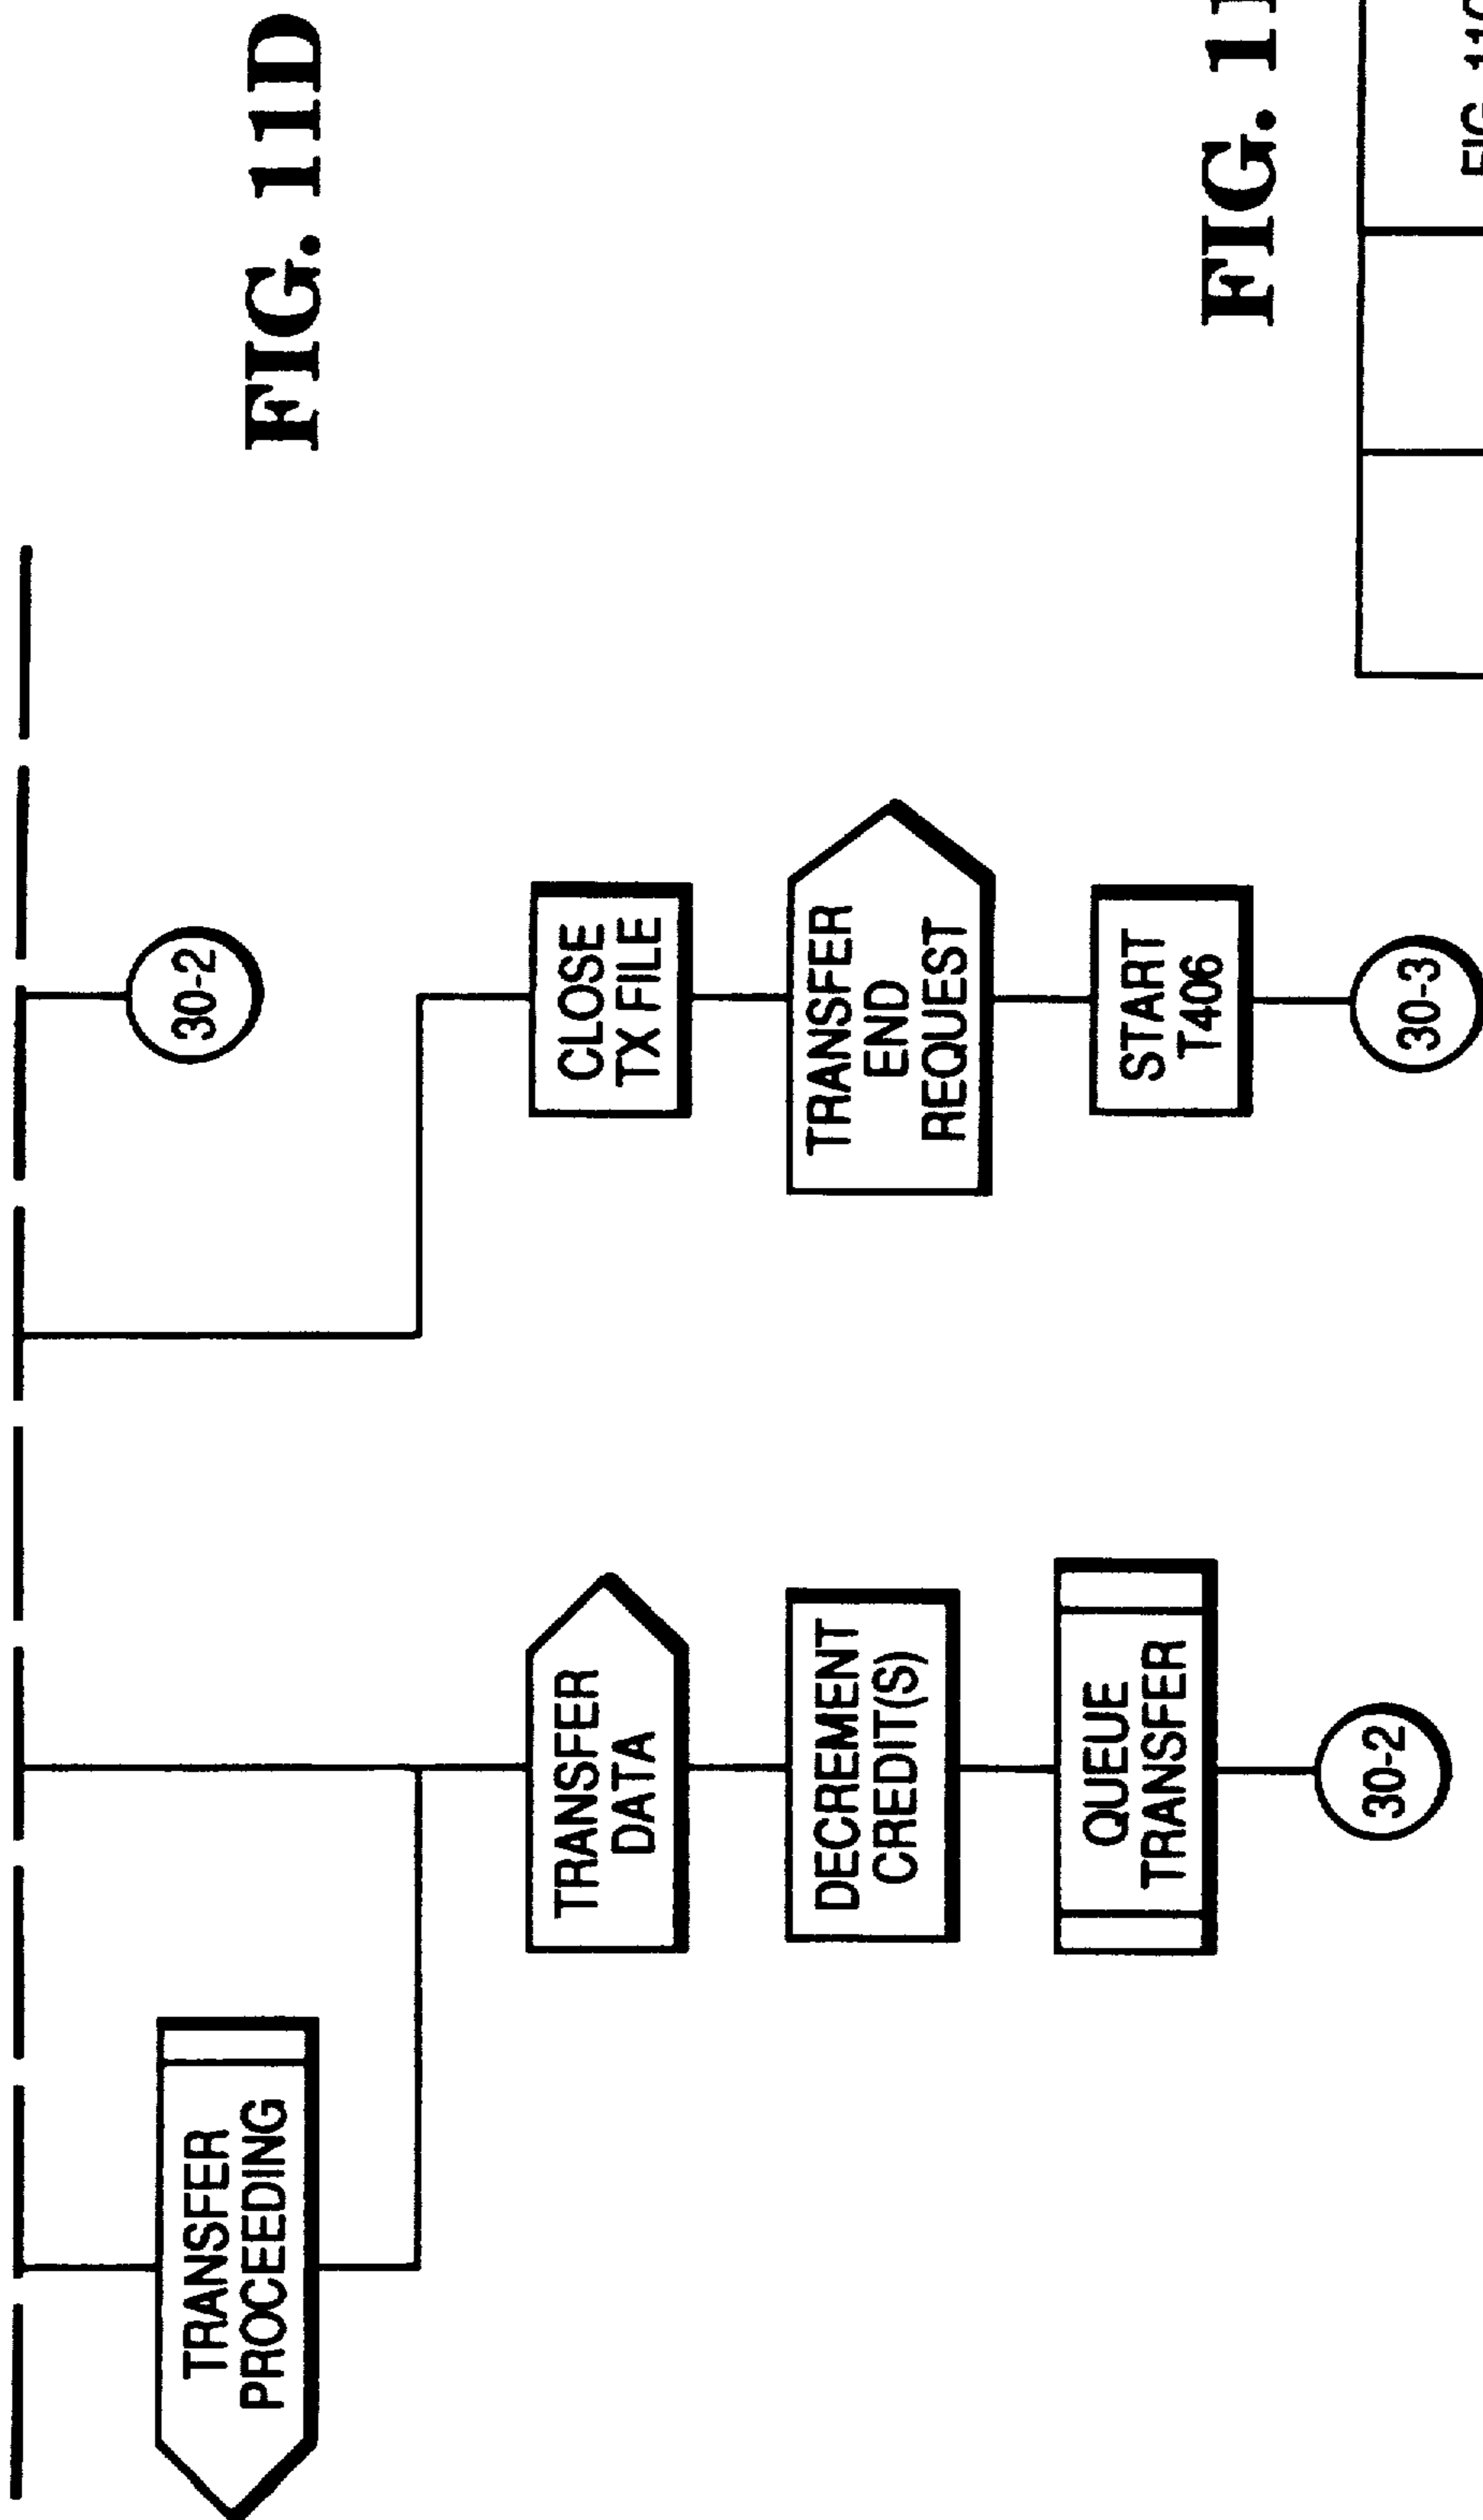 TRANSFER
PROCEEDING
30-2
FIG. 11D
TRANSFER
DATA
DECREMENT
CREDIT(S)
QUEUE
TRANSFER
30-2
CLOSE
TX FILE
TRANSFER
END
REQUEST
START
T406
30-3
FIG. 11